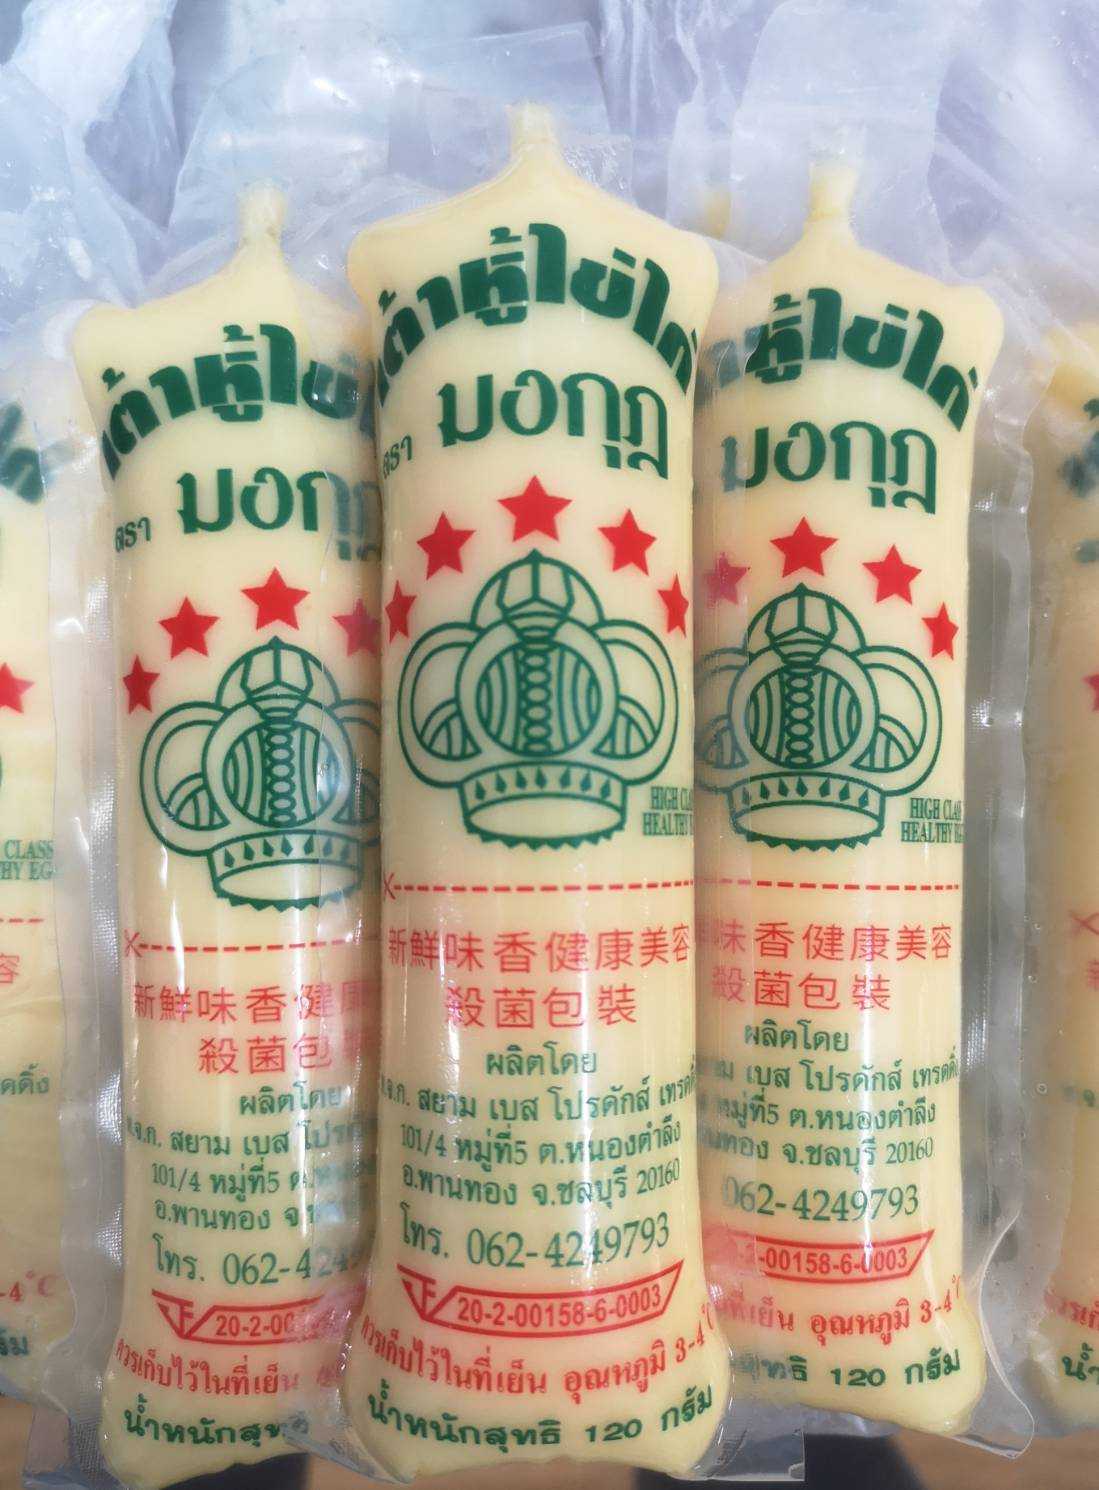 เต้าหู้ไข่ไก่
ตรา มงกุฎ
HIGH CLASS
HEALTHY EG
新鮮味香健康美容
殺菌包裝
ผลิตโดย
หจ.ก. สยาม เบส โปรดักส์ เทรดดิ้ง
101/4 หมู่ที่5 ต.หนองตำลึง
อ.พานทอง จ.ชลบุรี 20160
โทร. 062-4249793
20-2-00158-6-0003
ควรเก็บไว้ในที่เย็น อุณหภูมิ 3-4°C
น้ำหนักสุทธิ 120 กรัม